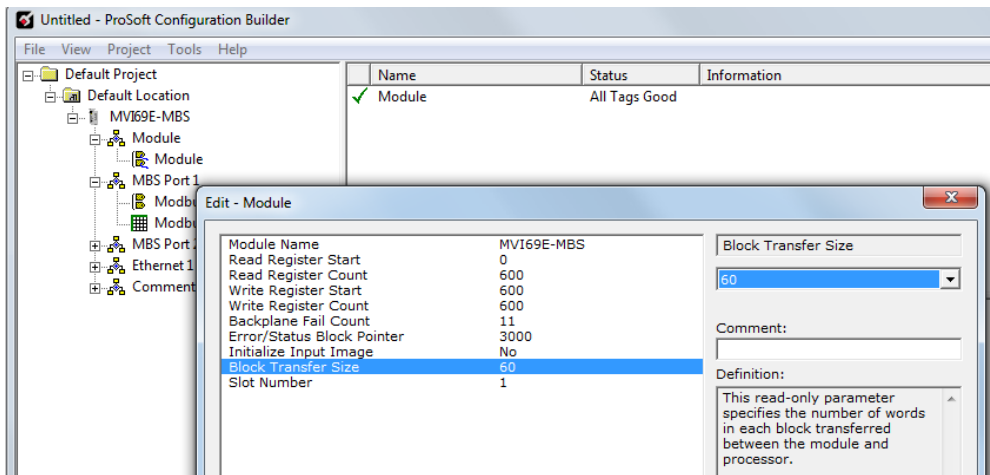 Untitled - ProSoft Configuration Builder
File View Project Tools Help
Default Project
Default Location
MVI69E-MBS
Module
Module
MBS Port 1
Modbu
Modbu
MBS Port
Ethernet 1
Comment
Name Status Information
Module All Tags Good
Edit - Module
Module Name MVI69E-MBS
Read Register Start 0
Read Register Count 600
Write Register Start 600
Write Register Count 600
Backplane Fail Count 11
Error/Status Block Pointer 3000
Initialize Input Image No
Block Transfer Size 60
Slot Number 1
Block Transfer Size
60
Comment:
Definition:
This read-only parameter
specifies the number of words
in each block transferred
between the module and
processor.